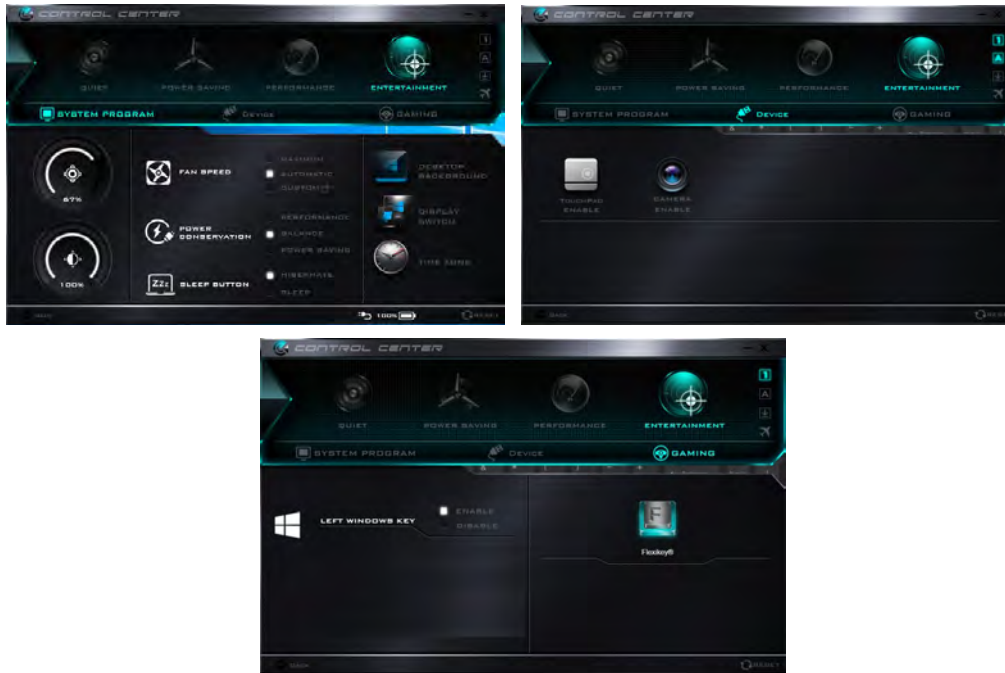 CONTROL CENTER
QUIET
POWER SAVING
PERFORMANCE
ENTERTAINMENT
SYSTEM PROGRAM
DEVICE
GAMING
67%
100%
FAN SPEED
MAXIMUM
AUTOMATIC
POWER
CONSERVATION
PERFORMANCE
BALANCE
POWER SAVING
ZZZ
SLEEP BUTTON
HIBERNATE
SLEEP
DESKTOP
BACKGROUND
DISPLAY
SWITCH
TIME ZONE
100%
RESET
CONTROL CENTER
1
A
QUIET
POWER SAVING
PERFORMANCE
ENTERTAINMENT
SYSTEM PROGRAM
DEVICE
GAMING
TOUCHPAD
ENABLE
CAMERA
ENABLE
CONTROL CENTER
1
A
QUIET
POWER SAVING
PERFORMANCE
ENTERTAINMENT
SYSTEM PROGRAM
DEVICE
GAMING
LEFT WINDOWS KEY
ENABLE
DISABLE
F
Flexikey®
RESET